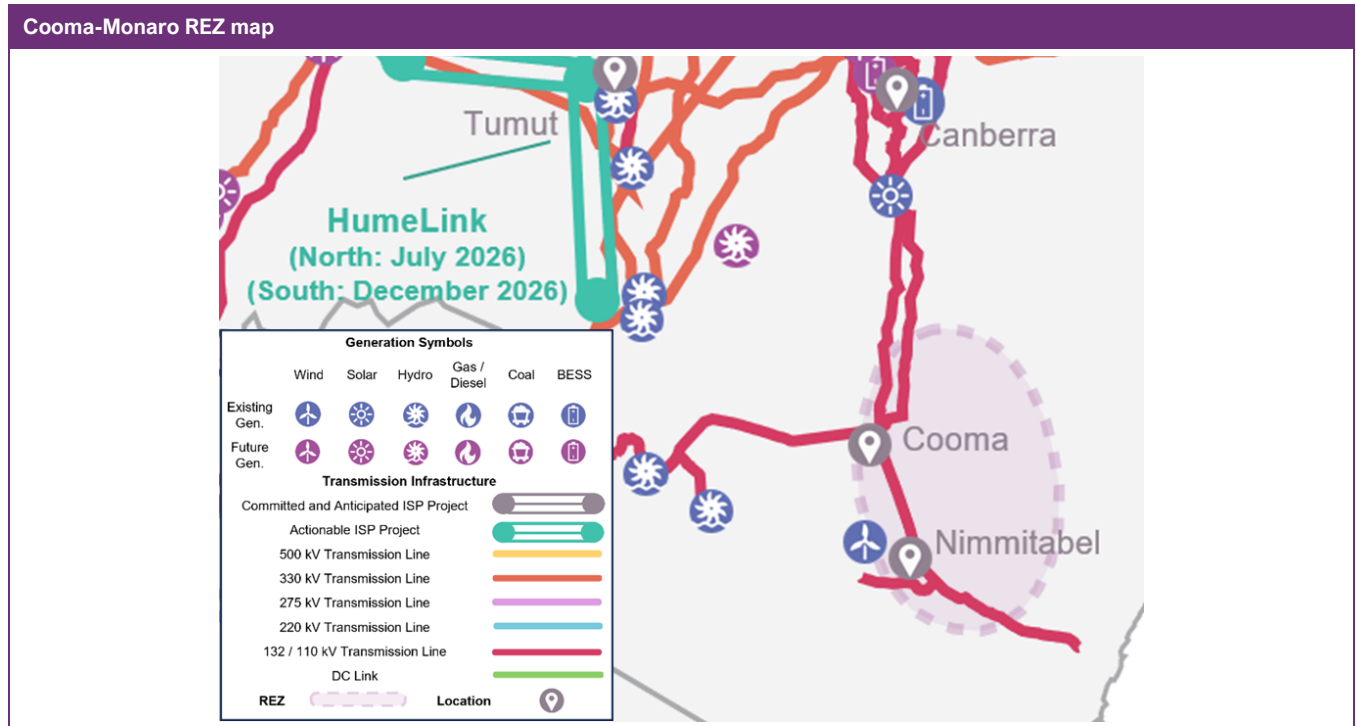 Cooma-Monaro REZ map
Tumut
Canberra
HumeLink
(North: July 2026)
(South: December 2026)
Generation Symbols
Wind Solar Hydro Gas / Diesel Coal BESS
Existing Gen.
Future Gen.
Transmission Infrastructure
Committed and Anticipated ISP Project
Actionable ISP Project
500 kV Transmission Line
330 kV Transmission Line
275 kV Transmission Line
220 kV Transmission Line
132 / 110 kV Transmission Line
DC Link
REZ Location
Cooma
Nimmitabel